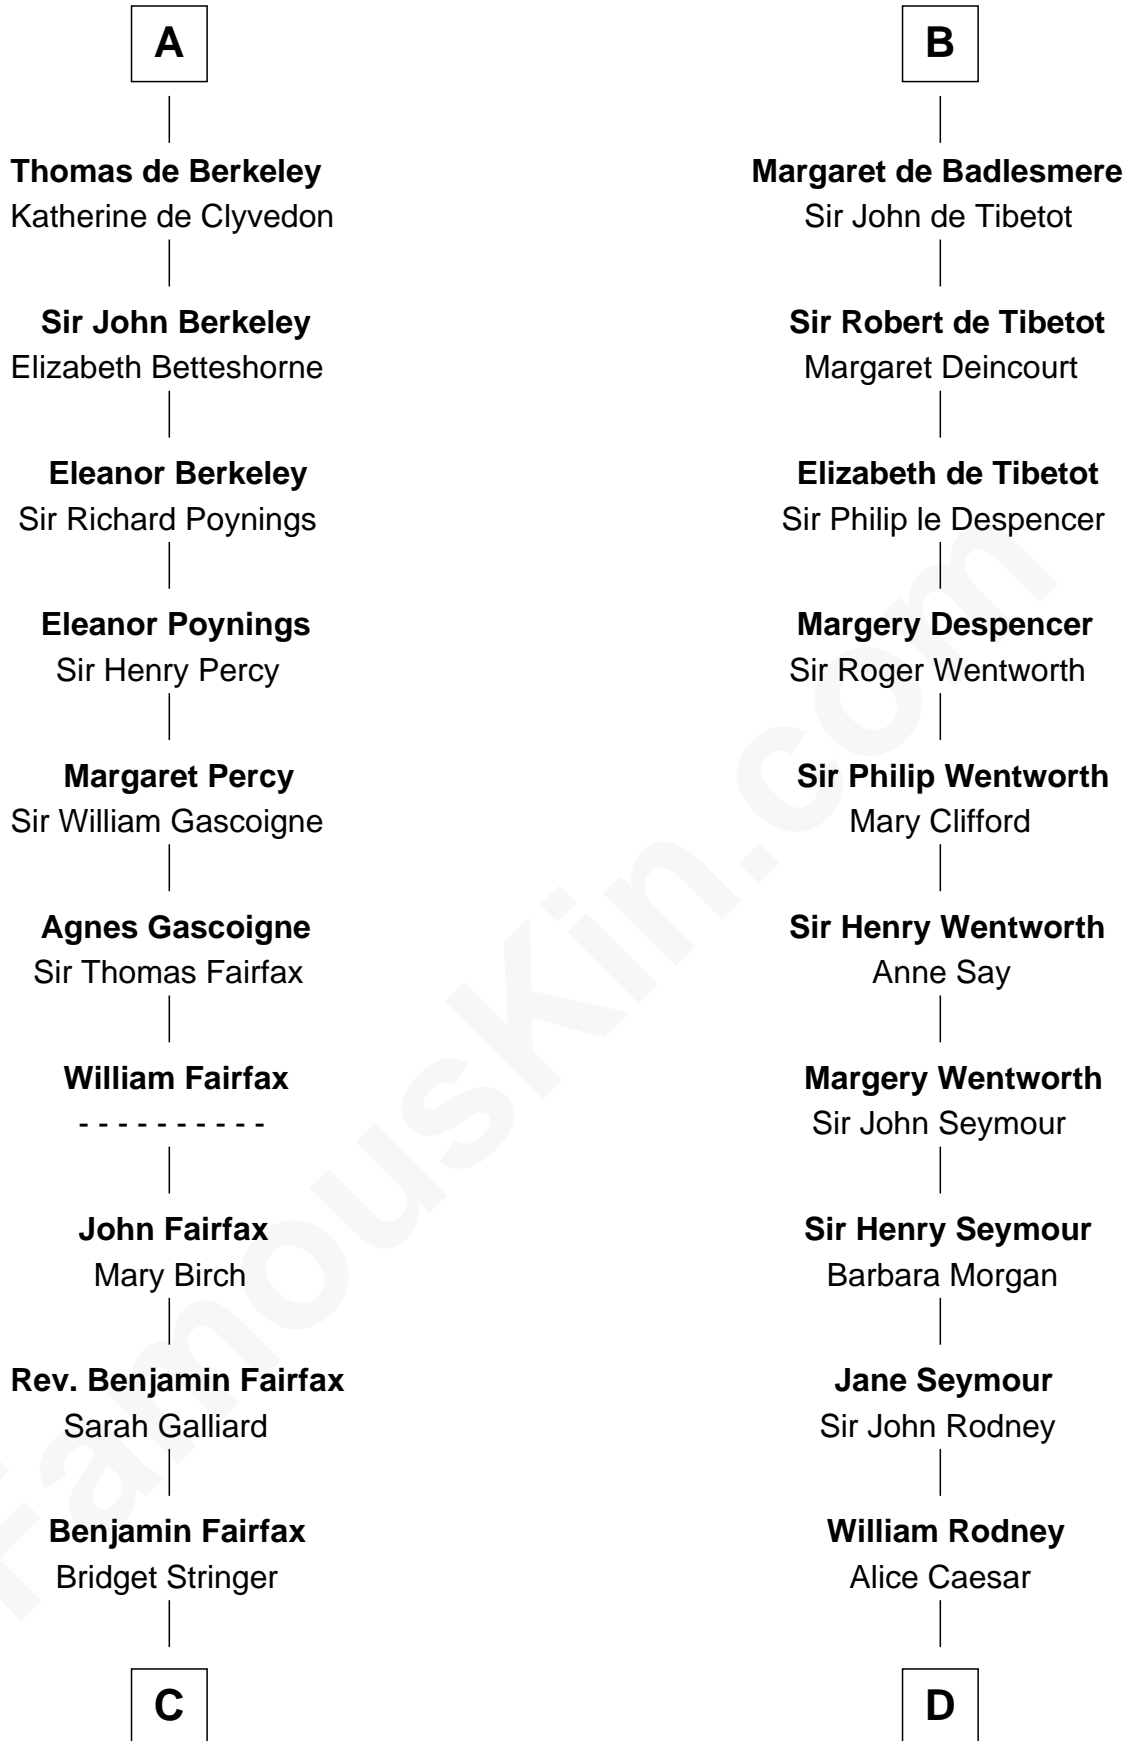 A
Thomas de Berkeley
Katherine de Clyvedon
Sir John Berkeley
Elizabeth Betteshorne
Eleanor Berkeley
Sir Richard Poynings
Eleanor Poynings
Sir Henry Percy
Margaret Percy
Sir William Gascoigne
Agnes Gascoigne
Sir Thomas Fairfax
William Fairfax
- - - - - - - - - -
John Fairfax
Mary Birch
Rev. Benjamin Fairfax
Sarah Galliard
Benjamin Fairfax
Bridget Stringer
C
B
Margaret de Badlesmere
Sir John de Tibetot
Sir Robert de Tibetot
Margaret Deincourt
Elizabeth de Tibetot
Sir Philip le Despencer
Margery Despencer
Sir Roger Wentworth
Sir Philip Wentworth
Mary Clifford
Sir Henry Wentworth
Anne Say
Margery Wentworth
Sir John Seymour
Sir Henry Seymour
Barbara Morgan
Jane Seymour
Sir John Rodney
William Rodney
Alice Caesar
D
FamousKin.com